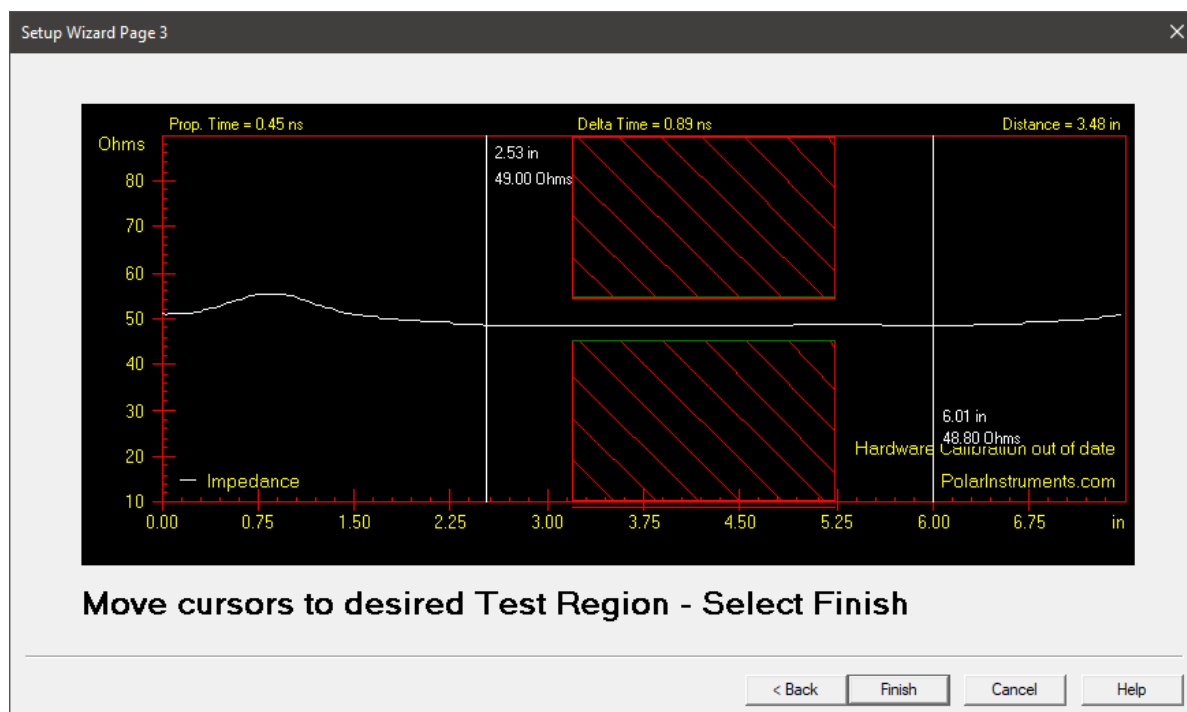 Setup Wizard Page 3
Prop. Time = 0.45 ns
Delta Time = 0.89 ns
Distance = 3.48 in
Ohms
2.53 in
49.00 Ohms
80
70
60
50
40
30
20
10
6.01 in
48.80 Ohms
Hardware Calibration out of date
Impedance
PolarInstruments.com
0.00 0.75 1.50 2.25 3.00 3.75 4.50 5.25 6.00 6.75 in
Move cursors to desired Test Region - Select Finish
< Back Finish Cancel Help